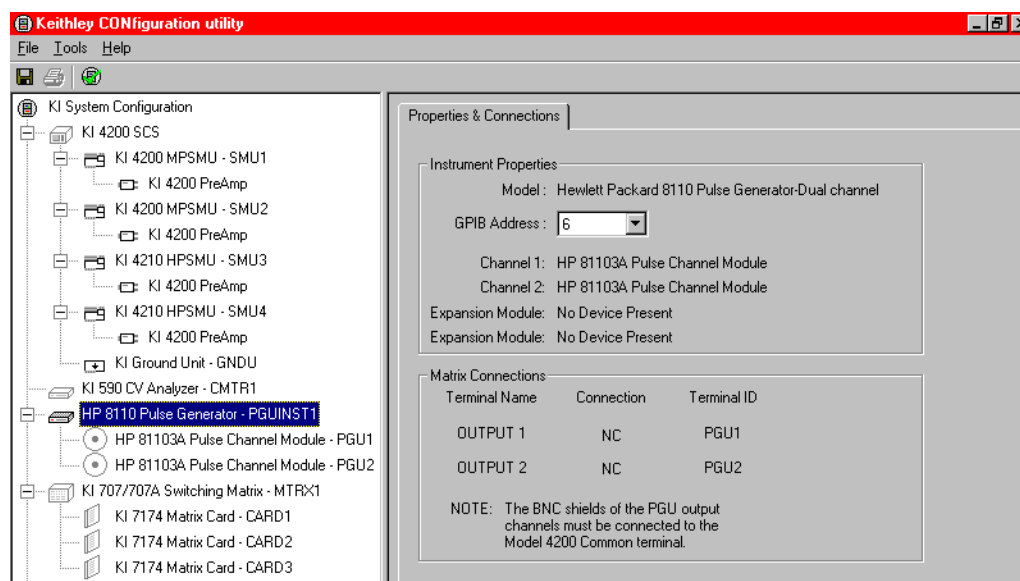 Keithley CONfiguration utility
File Tools Help
KI System Configuration
KI 4200 SCS
KI 4200 MPSMU - SMU1
KI 4200 PreAmp
KI 4200 MPSMU - SMU2
KI 4200 PreAmp
KI 4210 HPSMU - SMU3
KI 4200 PreAmp
KI 4210 HPSMU - SMU4
KI 4200 PreAmp
KI Ground Unit - GNDU
KI 590 CV Analyzer - CMTR1
HP 8110 Pulse Generator - PGUINST1
HP 81103A Pulse Channel Module - PGU1
HP 81103A Pulse Channel Module - PGU2
KI 707/707A Switching Matrix - MTRX1
KI 7174 Matrix Card - CARD1
KI 7174 Matrix Card - CARD2
KI 7174 Matrix Card - CARD3
Properties & Connections
Instrument Properties
Model : Hewlett Packard 8110 Pulse Generator-Dual channel
GPIB Address : 6
Channel 1: HP 81103A Pulse Channel Module
Channel 2: HP 81103A Pulse Channel Module
Expansion Module: No Device Present
Expansion Module: No Device Present
Matrix Connections
Terminal Name Connection Terminal ID
OUTPUT 1 NC PGU1
OUTPUT 2 NC PGU2
NOTE: The BNC shields of the PGU output
channels must be connected to the
Model 4200 Common terminal.